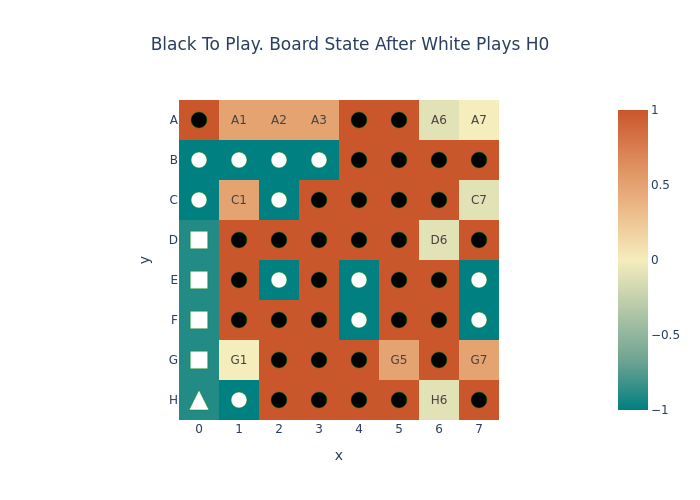 Black To Play. Board State After White Plays H0
A A1 A2 A3 A6 A7
B
C C1 C7
D D6
E
F
G G1 G5 G7
H H6
0 1 2 3 4 5 6 7
x
y
1
0.5
0
−0.5
−1